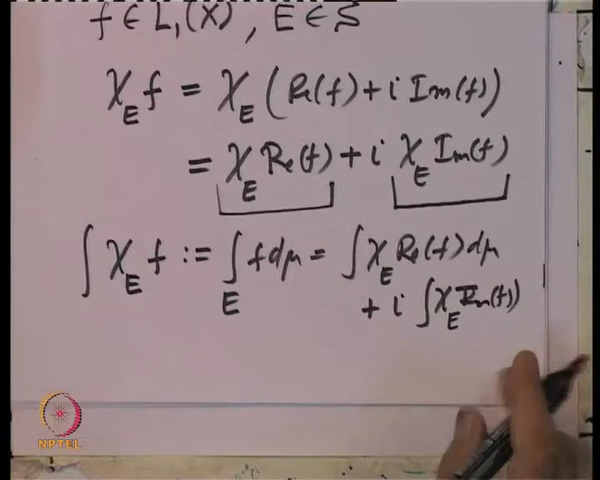 f ∈ L₁(X), E ∈ S
χ_E f = χ_E (Re(f) + i Im(f))
= χ_E Re(f) + i χ_E Im(f)
∫ χ_E f := ∫_E f dμ = ∫ χ_E Re(f) dμ
+ i ∫ χ_E Im(f))
NPTEL